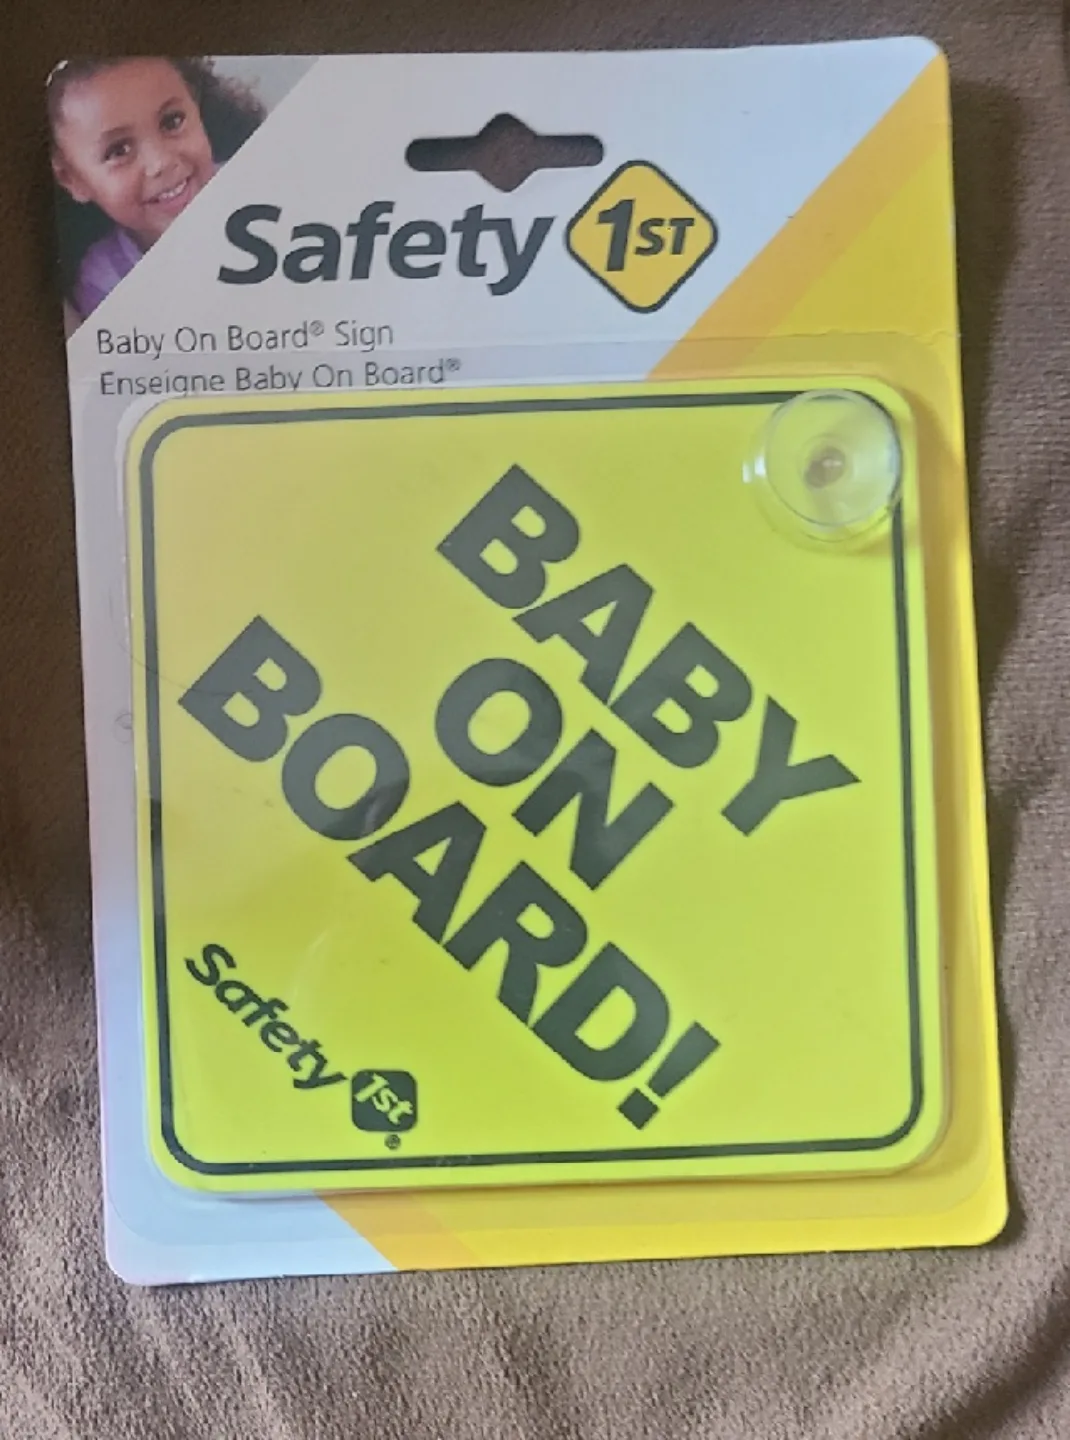 Safety 1ST
Baby On Board® Sign
Enseigne Baby On Board®
BABY
ON
BOARD!
Safety 1st®